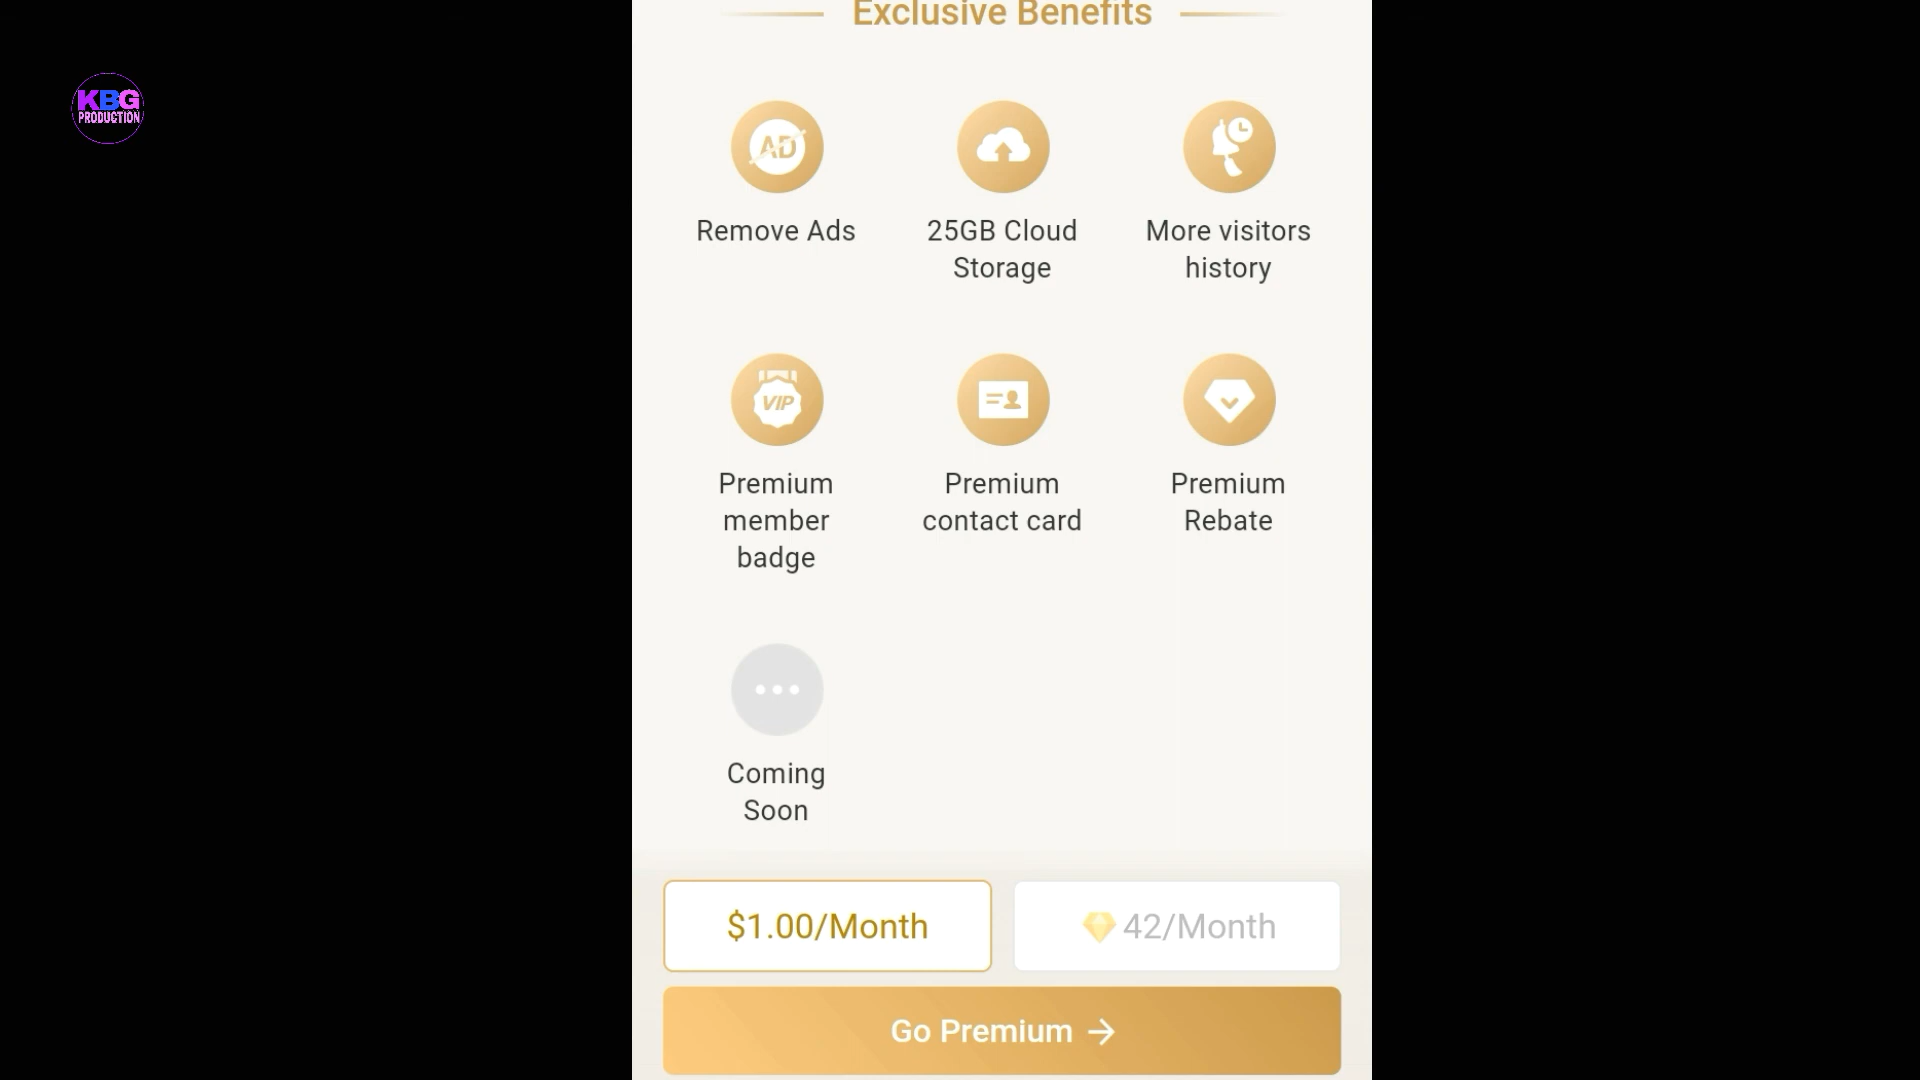 Exclusive Benefits
KBG
PRODUCTION
AD
Remove Ads
25GB Cloud
Storage
More visitors
history
VIP
Premium
member
badge
Premium
contact card
Premium
Rebate
Coming
Soon
$1.00/Month
42/Month
Go Premium →